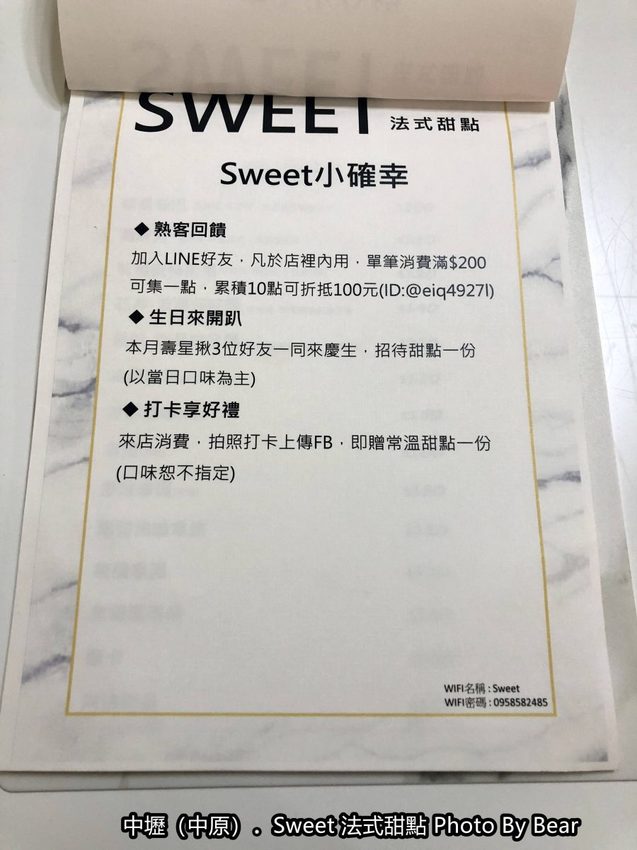 SWEET 法式甜點
Sweet小確幸
◆ 熟客回饋
加入LINE好友，凡於店裡內用，單筆消費滿$200
可集一點，累積10點可折抵100元(ID:@eiq4927l)
◆ 生日來開趴
本月壽星揪3位好友一同來慶生，招待甜點一份
(以當日口味為主)
◆ 打卡享好禮
來店消費，拍照打卡上傳FB，即贈常溫甜點一份
(口味恕不指定)
WIFI名稱 : Sweet
WIFI密碼 : 0958582485
中壢（中原）. Sweet 法式甜點 Photo By Bear